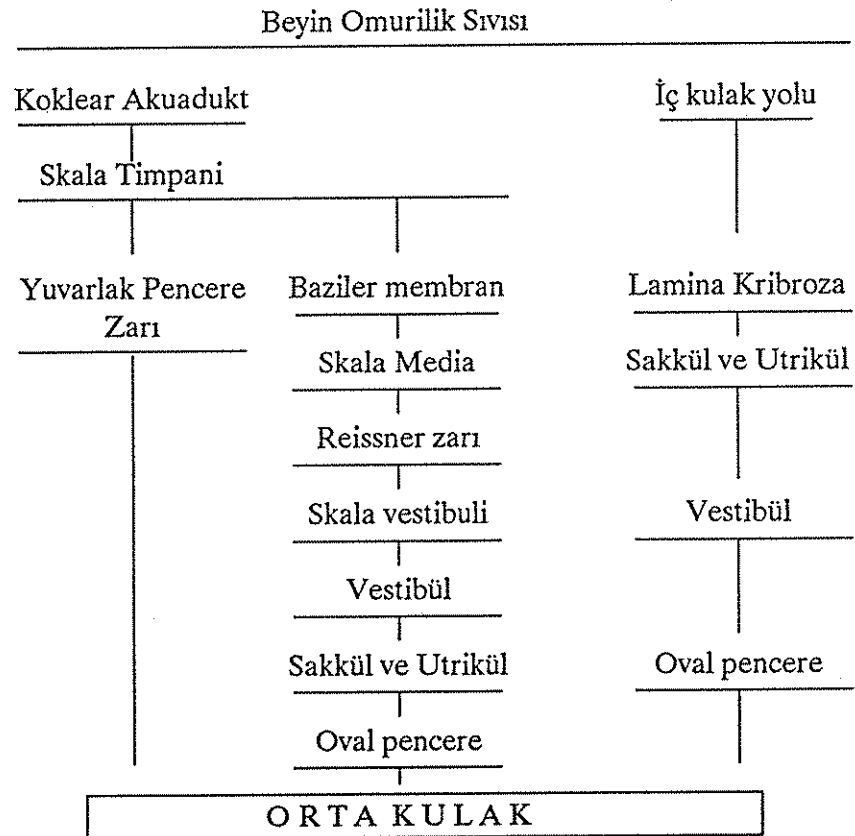 Beyin Omurilik Sıvısı
Koklear Akuadukt
İç kulak yolu
Skala Timpani
Yuvarlak Pencere
Zarı
Baziler membran
Lamina Kribroza
Skala Media
Sakkül ve Utrikül
Reissner zarı
Skala vestibuli
Vestibül
Vestibül
Sakkül ve Utrikül
Oval pencere
Oval pencere
ORTA KULAK